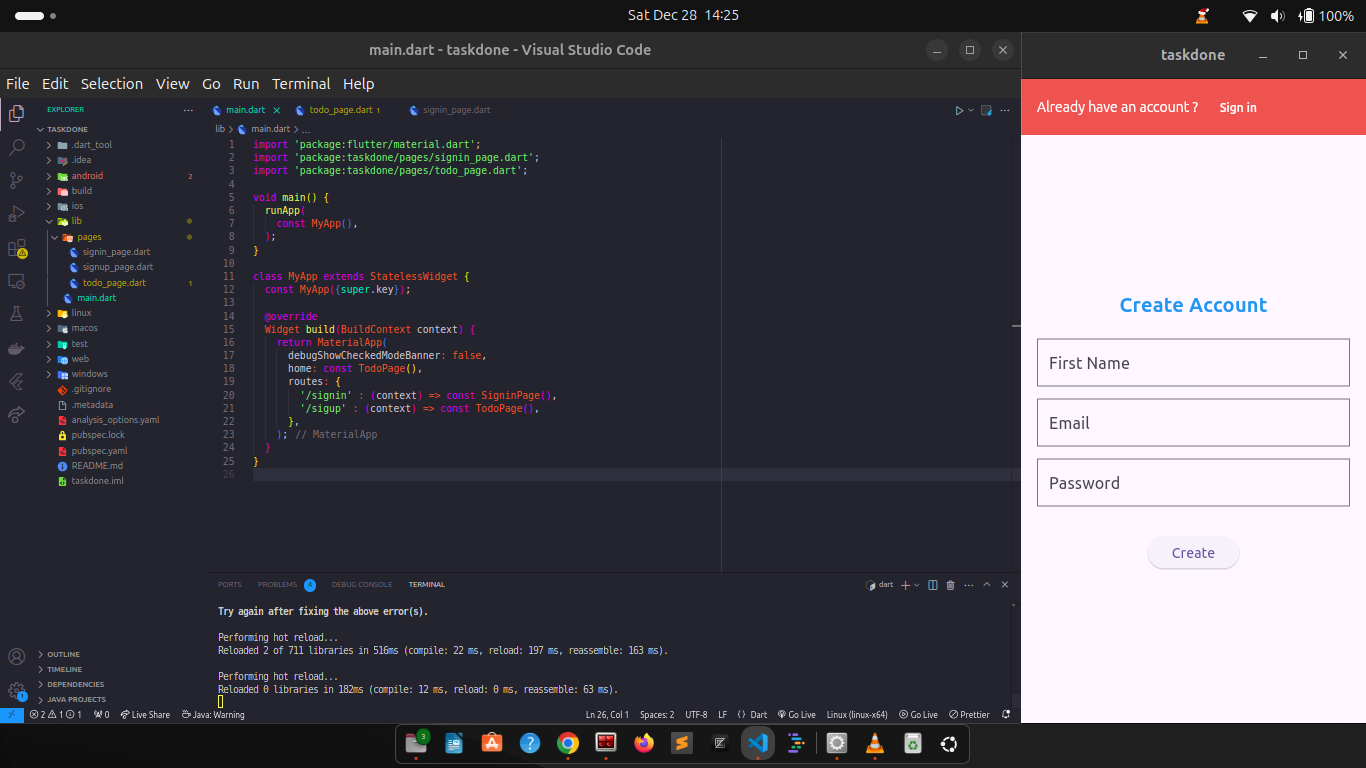 Sat Dec 28 14:25
100%
main.dart - taskdone - Visual Studio Code
File Edit Selection View Go Run Terminal Help
EXPLORER
TASKDONE
.dart_tool
.idea
android 2
build
ios
lib
pages
signin_page.dart
signup_page.dart
todo_page.dart 1
main.dart
linux
macos
test
web
windows
.gitignore
.metadata
analysis_options.yaml
pubspec.lock
pubspec.yaml
README.md
taskdone.iml
OUTLINE
TIMELINE
DEPENDENCIES
JAVA PROJECTS
1
main.dart todo_page.dart 1 signin_page.dart
lib > main.dart > ...
1 import 'package:flutter/material.dart';
2 import 'package:taskdone/pages/signin_page.dart';
3 import 'package:taskdone/pages/todo_page.dart';
4
5 void main() {
6 runApp(
7 const MyApp(),
8 );
9 }
10
11 class MyApp extends StatelessWidget {
12 const MyApp({super.key});
13
14 @override
15 Widget build(BuildContext context) {
16 return MaterialApp(
17 debugShowCheckedModeBanner: false,
18 home: const TodoPage(),
19 routes: {
20 '/signin' : (context) => const SigninPage(),
21 '/sigup' : (context) => const TodoPage(),
22 },
23 ); // MaterialApp
24 }
25 }
26
PORTS PROBLEMS 4 DEBUG CONSOLE TERMINAL dart
Try again after fixing the above error(s).
Performing hot reload...
Reloaded 2 of 711 libraries in 516ms (compile: 22 ms, reload: 197 ms, reassemble: 163 ms).
Performing hot reload...
Reloaded 0 libraries in 182ms (compile: 12 ms, reload: 0 ms, reassemble: 63 ms).
2 1 1 0 Live Share Java: Warning Ln 26, Col 1 Spaces: 2 UTF-8 LF {} Dart Go Live Linux (linux-x64) Go Live Prettier
taskdone
Already have an account ? Sign in
Create Account
First Name
Email
Password
Create
3